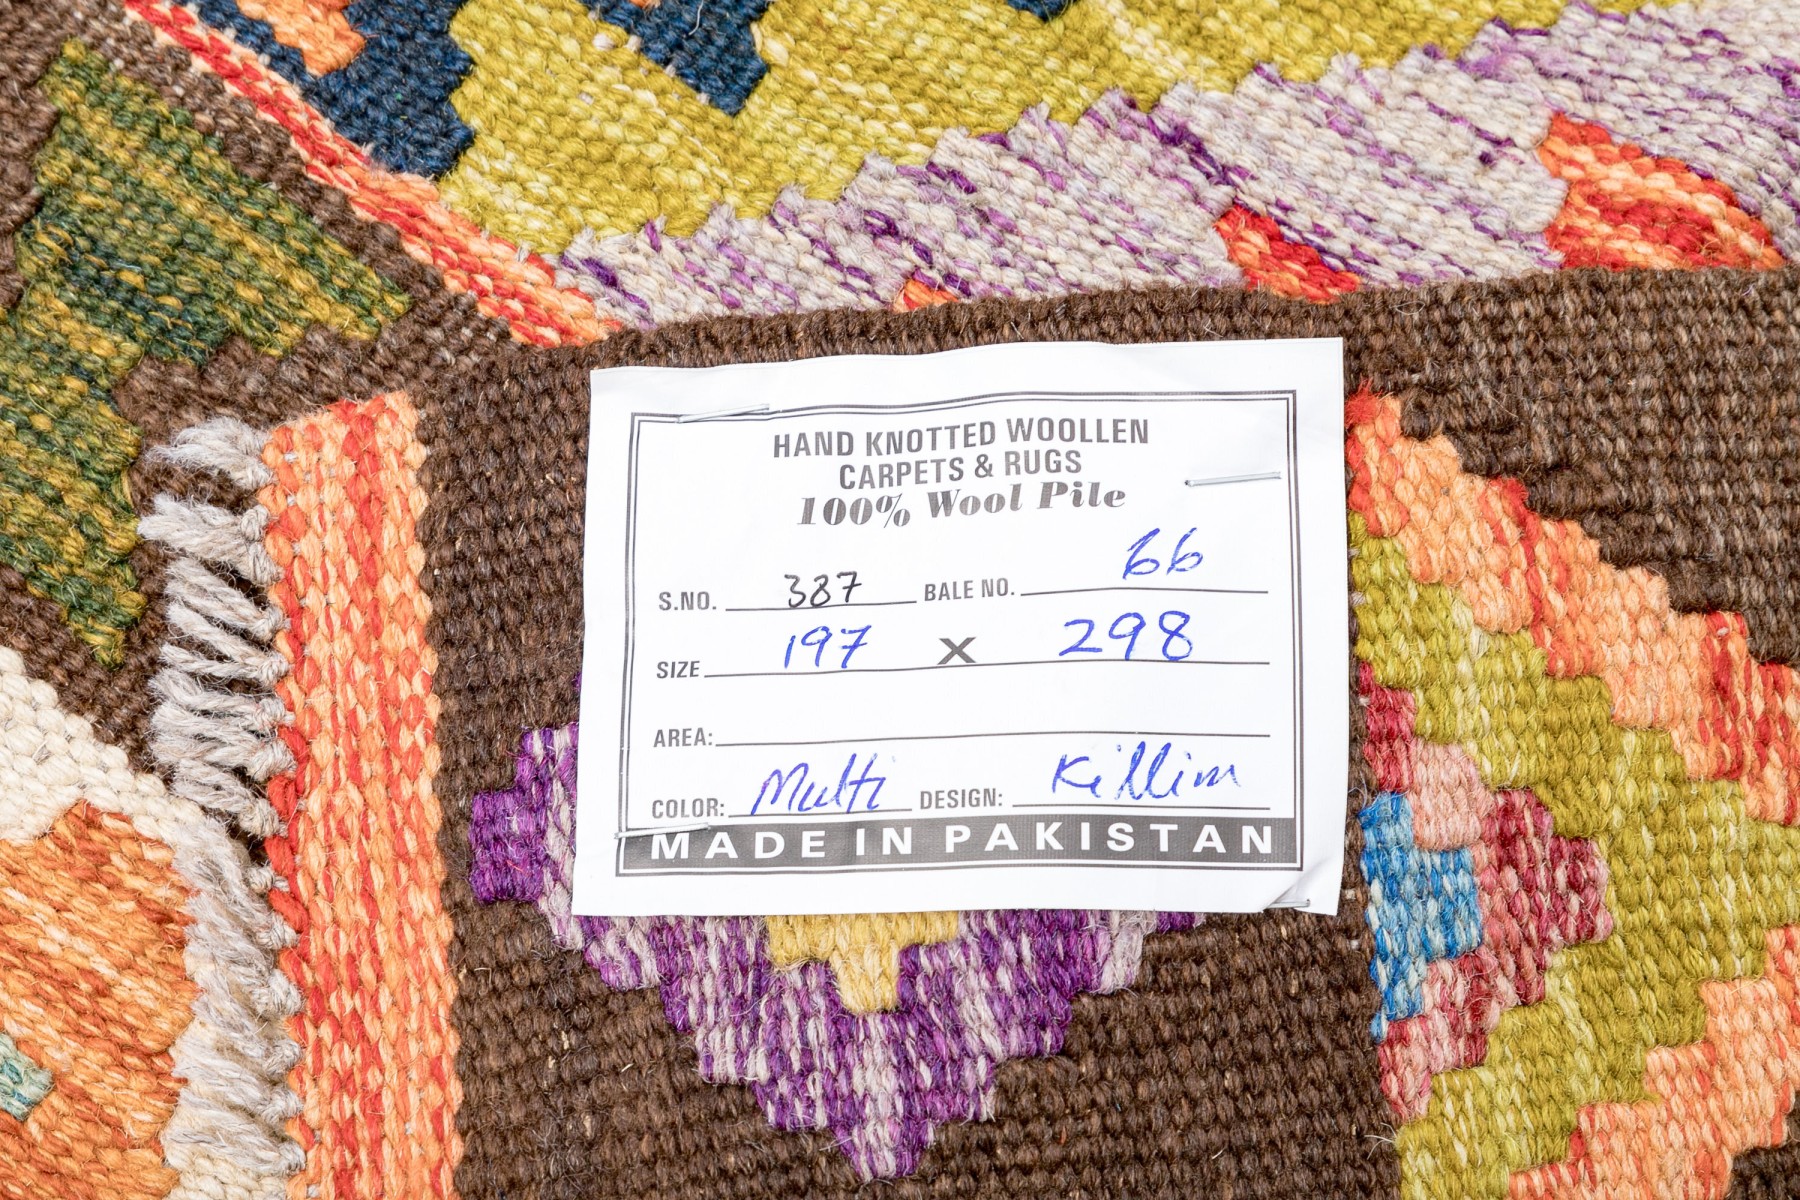 HAND KNOTTED WOOLLEN
CARPETS & RUGS
100% Wool Pile
S.NO. 387 BALE NO. 66
SIZE 197 X 298
AREA:
COLOR: Multi DESIGN: Killim
MADE IN PAKISTAN